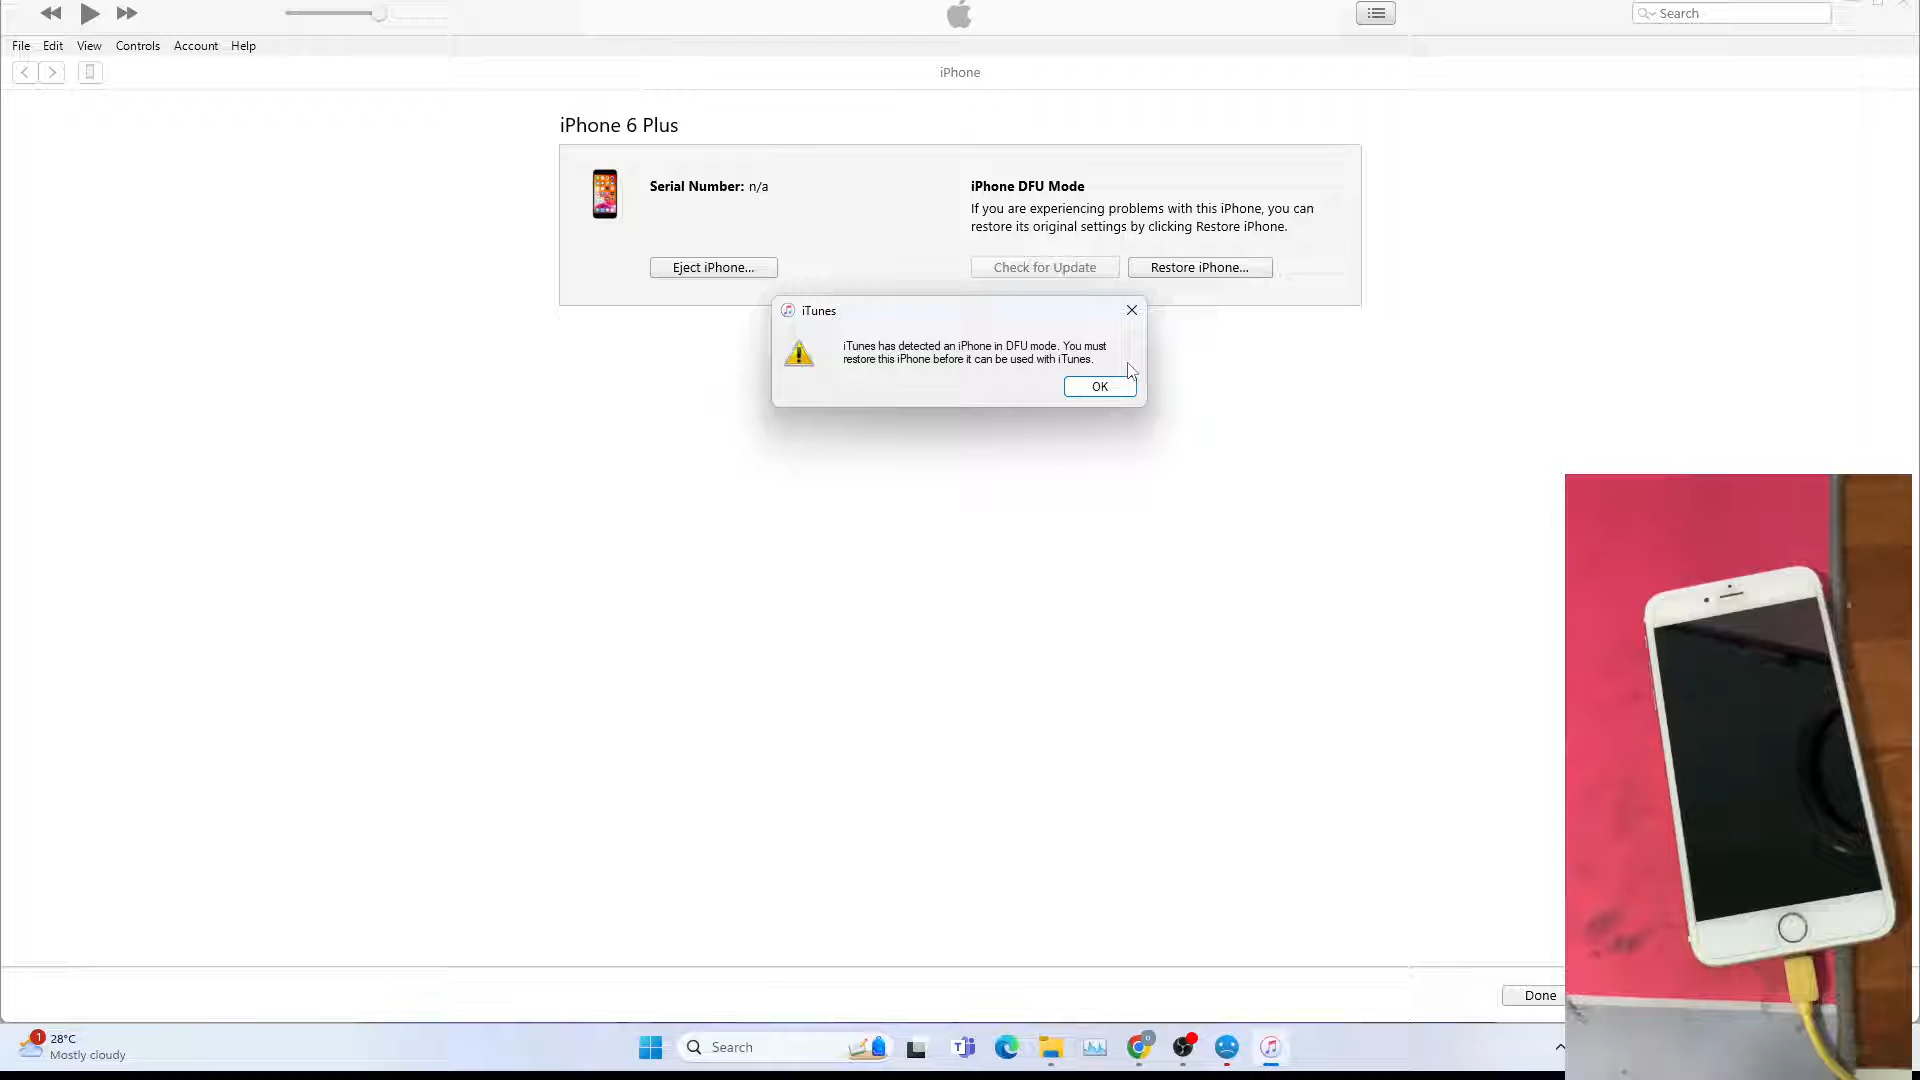 Search
File Edit View Controls Account Help
iPhone
iPhone 6 Plus
Serial Number: n/a
iPhone DFU Mode
If you are experiencing problems with this iPhone, you can
restore its original settings by clicking Restore iPhone.
Eject iPhone...
Check for Update
Restore iPhone...
iTunes
iTunes has detected an iPhone in DFU mode. You must
restore this iPhone before it can be used with iTunes.
OK
Done
1
28°C
Mostly cloudy
Search